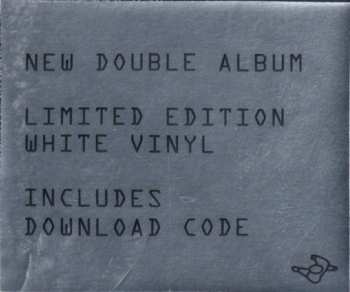 NEW DOUBLE ALBUM
LIMITED EDITION
WHITE VINYL
INCLUDES
DOWNLOAD CODE